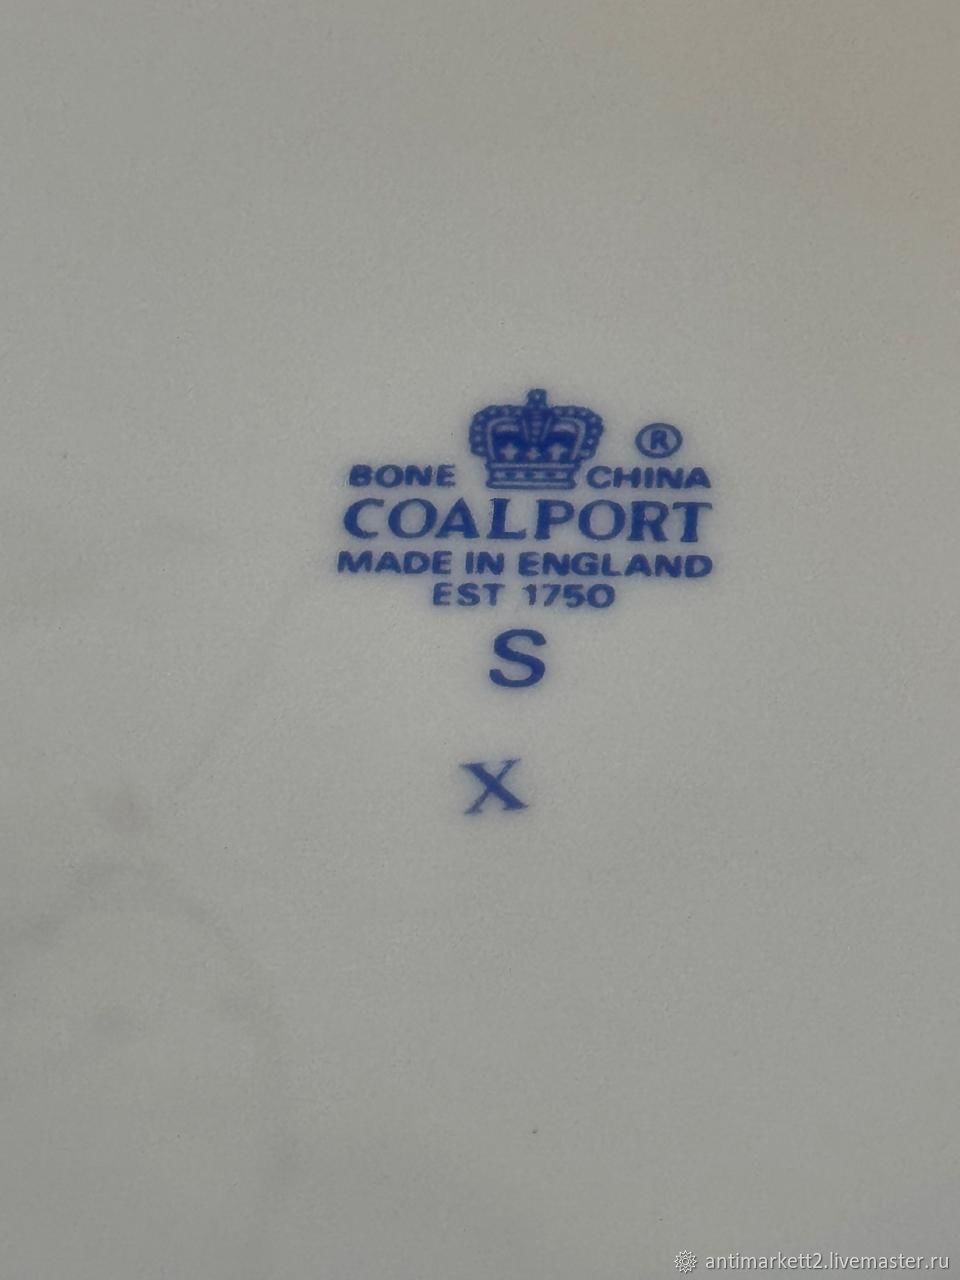 BONE CHINA ®
COALPORT
MADE IN ENGLAND
EST 1750
S
X
antimarkett2.livemaster.ru